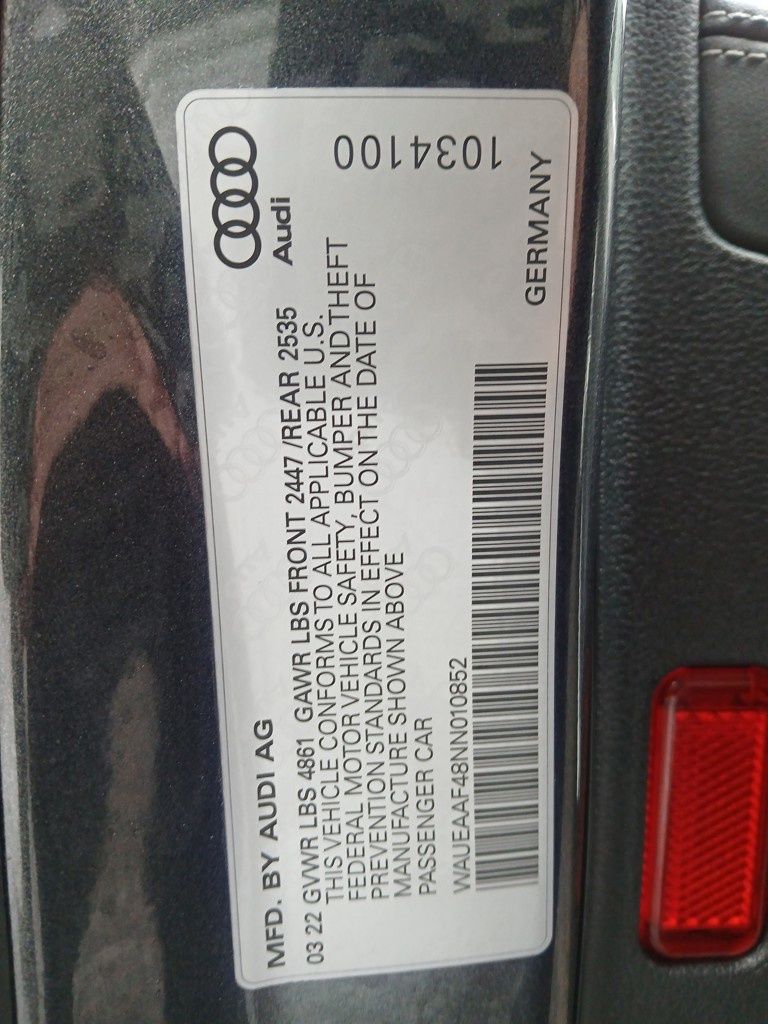 MFD. BY AUDI AG
Audi
03 22 GVWR LBS 4861 GAWR LBS FRONT 2447 /REAR 2535
THIS VEHICLE CONFORMS TO ALL APPLICABLE U.S.
FEDERAL MOTOR VEHICLE SAFETY, BUMPER AND THEFT
PREVENTION STANDARDS IN EFFECT ON THE DATE OF
MANUFACTURE SHOWN ABOVE
PASSENGER CAR
WAUEAAF48NN010852
GERMANY
1034100